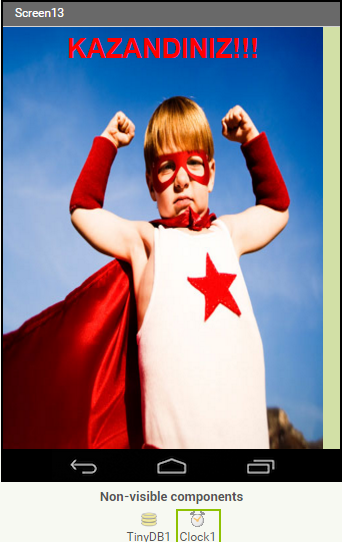 Screen13
KAZANDINIZ!!!
Non-visible components
TinyDB1 Clock1